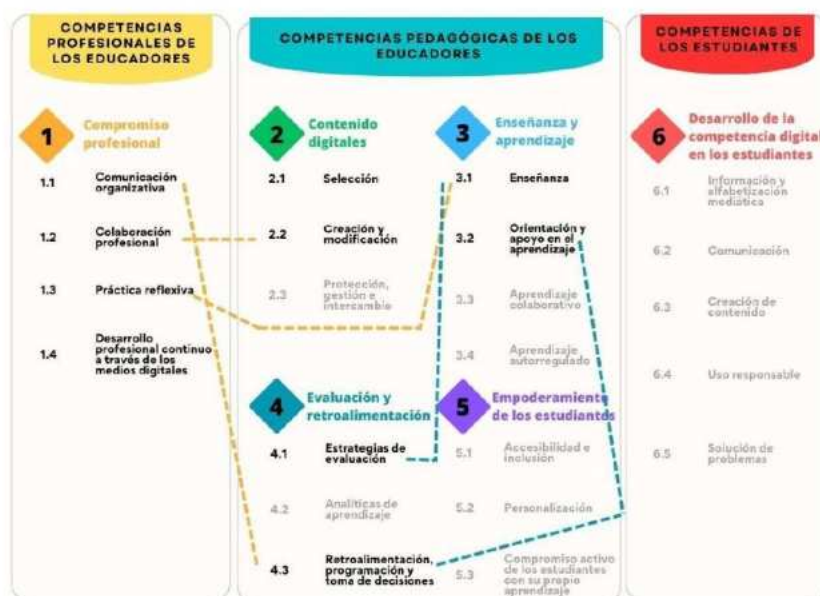 COMPETENCIAS
PROFESIONALES DE
LOS EDUCADORES
COMPETENCIAS PEDAGÓGICAS DE LOS
EDUCADORES
COMPETENCIAS DE
LOS ESTUDIANTES
1
Compromiso
profesional
1.1
Comunicación
organizativa
1.2
Colaboración
profesional
1.3
Práctica reflexiva
1.4
Desarrollo
profesional continuo
a través de los
medios digitales
2
Contenido
digitales
2.1
Selección
2.2
Creación y
modificación
2.3
Protección,
gestión e
intercambio
3
Enseñanza y
aprendizaje
3.1
Enseñanza
3.2
Orientación y
apoyo en el
aprendizaje
3.3
Aprendizaje
colaborativo
3.4
Aprendizaje
autorregulado
4
Evaluación y
retroalimentación
4.1
Estrategias de
evaluación
4.2
Analíticas de
aprendizaje
4.3
Retroalimentación,
programación y
toma de decisiones
5
Empoderamiento
de los estudiantes
5.1
Accesibilidad e
inclusión
5.2
Personalización
5.3
Compromiso activo
de los estudiantes
con su propio
aprendizaje
6
Desarrollo de la
competencia digital
en los estudiantes
6.1
Información y
alfabetización
mediática
6.2
Comunicación
6.3
Creación de
contenido
6.4
Uso responsable
6.5
Solución de
problemas